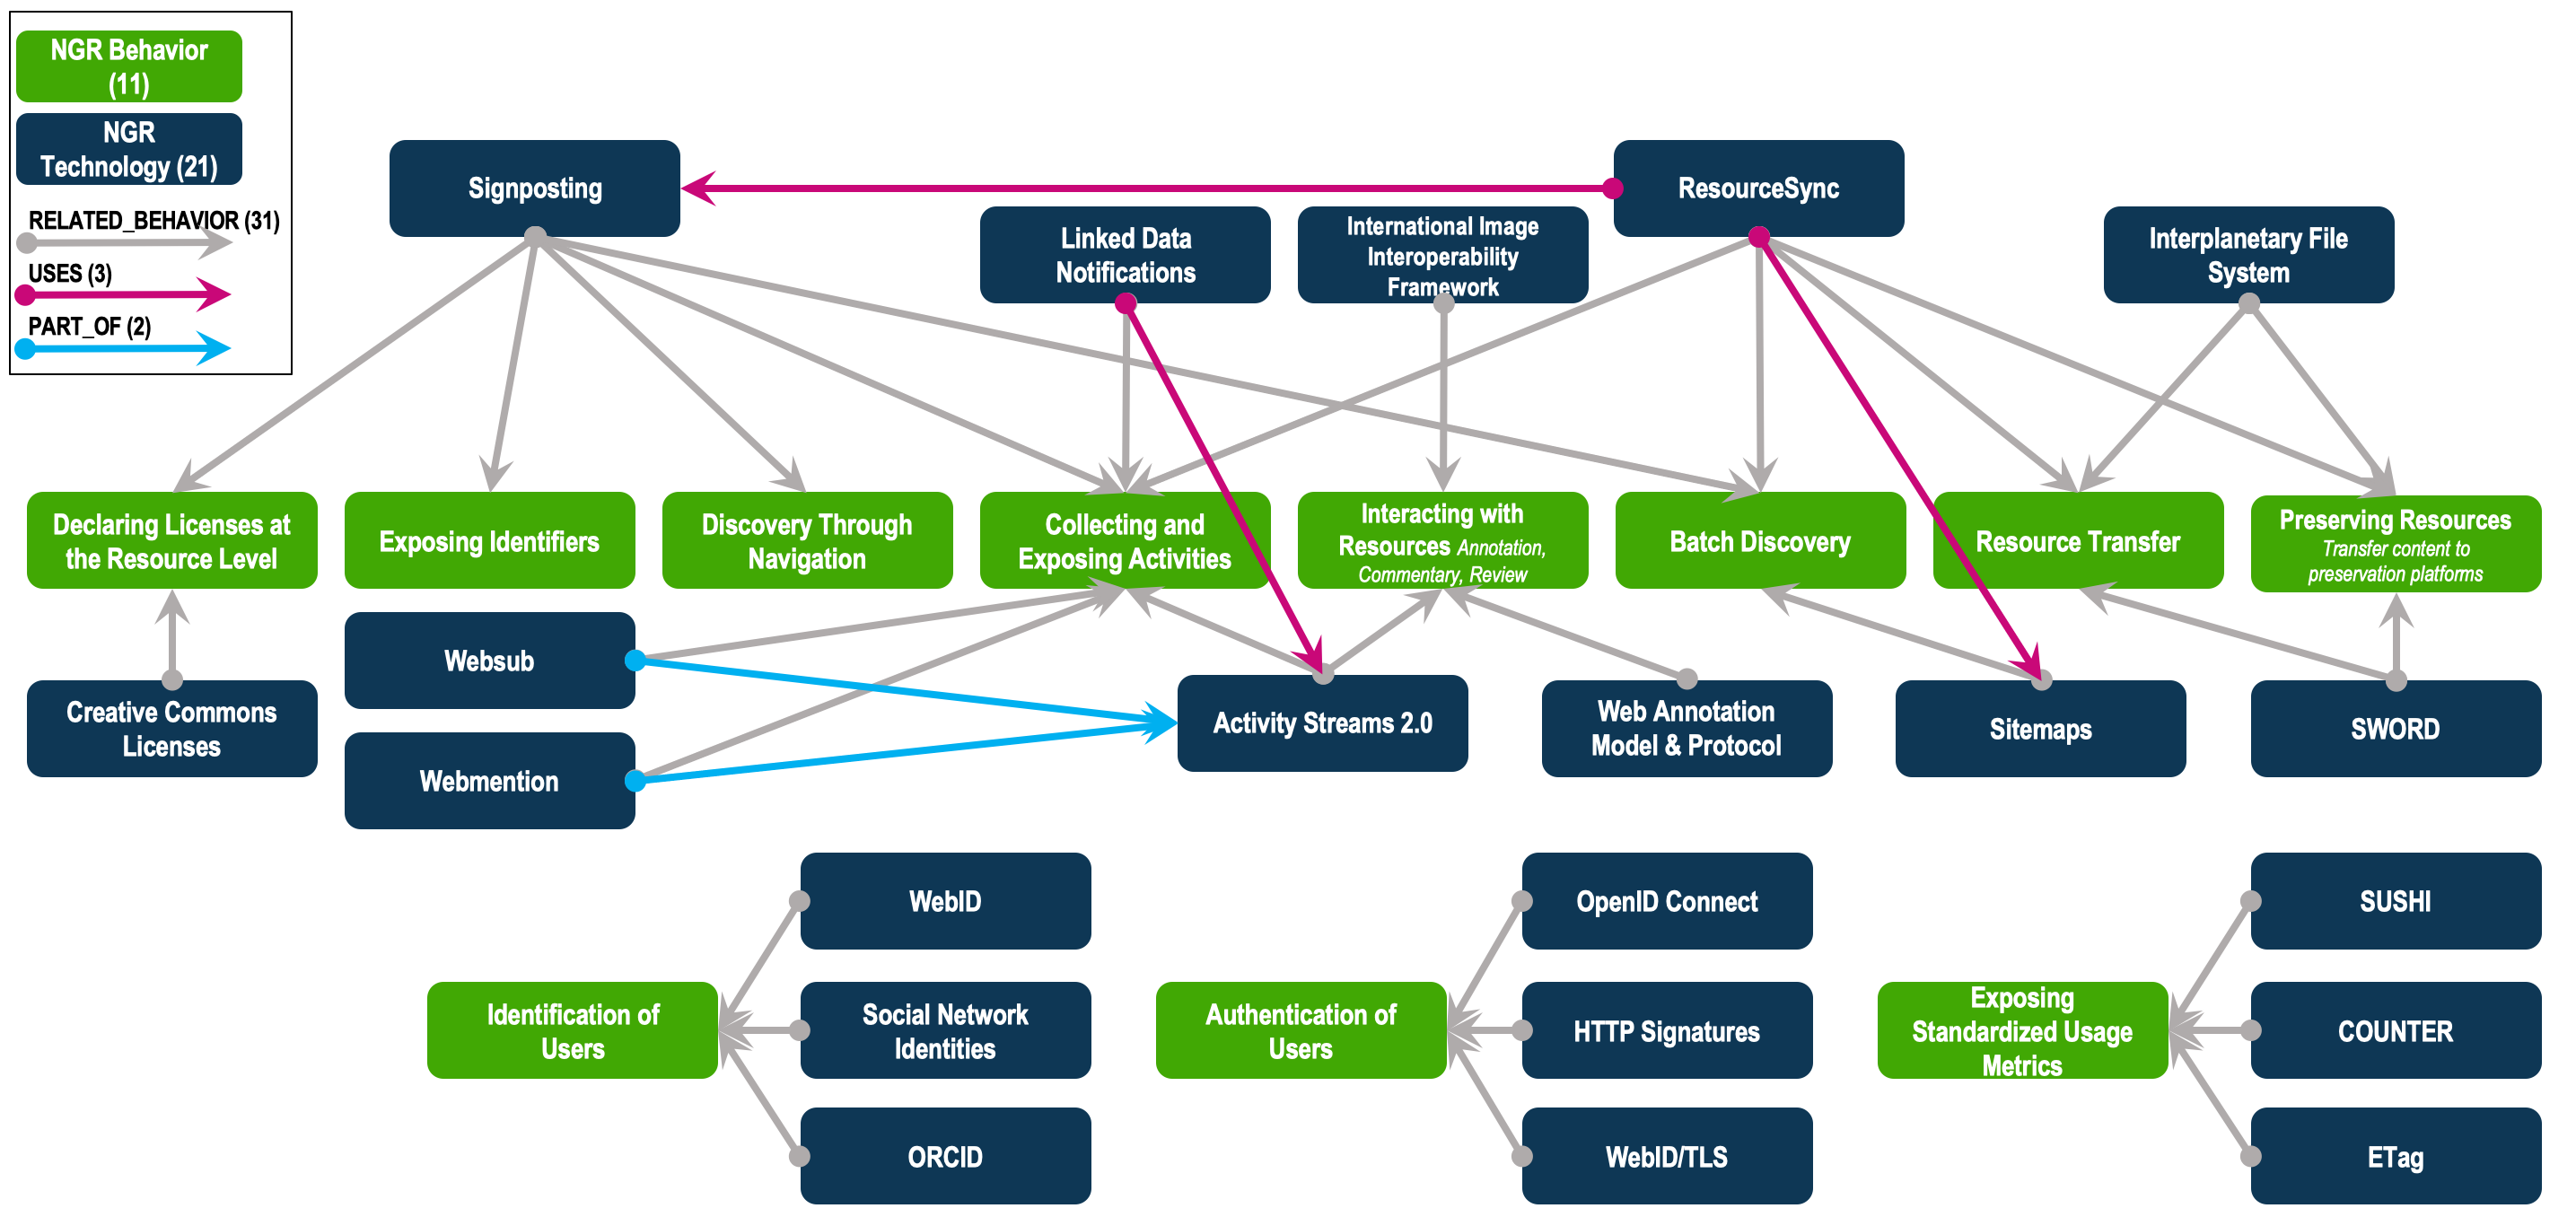 NGR Behavior
(11)
NGR
Technology (21)
RELATED_BEHAVIOR (31)
USES (3)
PART_OF (2)
Signposting
ResourceSync
Linked Data
Notifications
International Image
Interoperability
Framework
Interplanetary File
System
Declaring Licenses at
the Resource Level
Exposing Identifiers
Discovery Through
Navigation
Collecting and
Exposing Activities
Interacting with
Resources Annotation,
Commentary, Review
Batch Discovery
Resource Transfer
Preserving Resources
Transfer content to
preservation platforms
Websub
Creative Commons
Licenses
Webmention
Activity Streams 2.0
Web Annotation
Model & Protocol
Sitemaps
SWORD
WebID
OpenID Connect
SUSHI
Identification of
Users
Social Network
Identities
Authentication of
Users
HTTP Signatures
Exposing
Standardized Usage
Metrics
COUNTER
ORCID
WebID/TLS
ETag